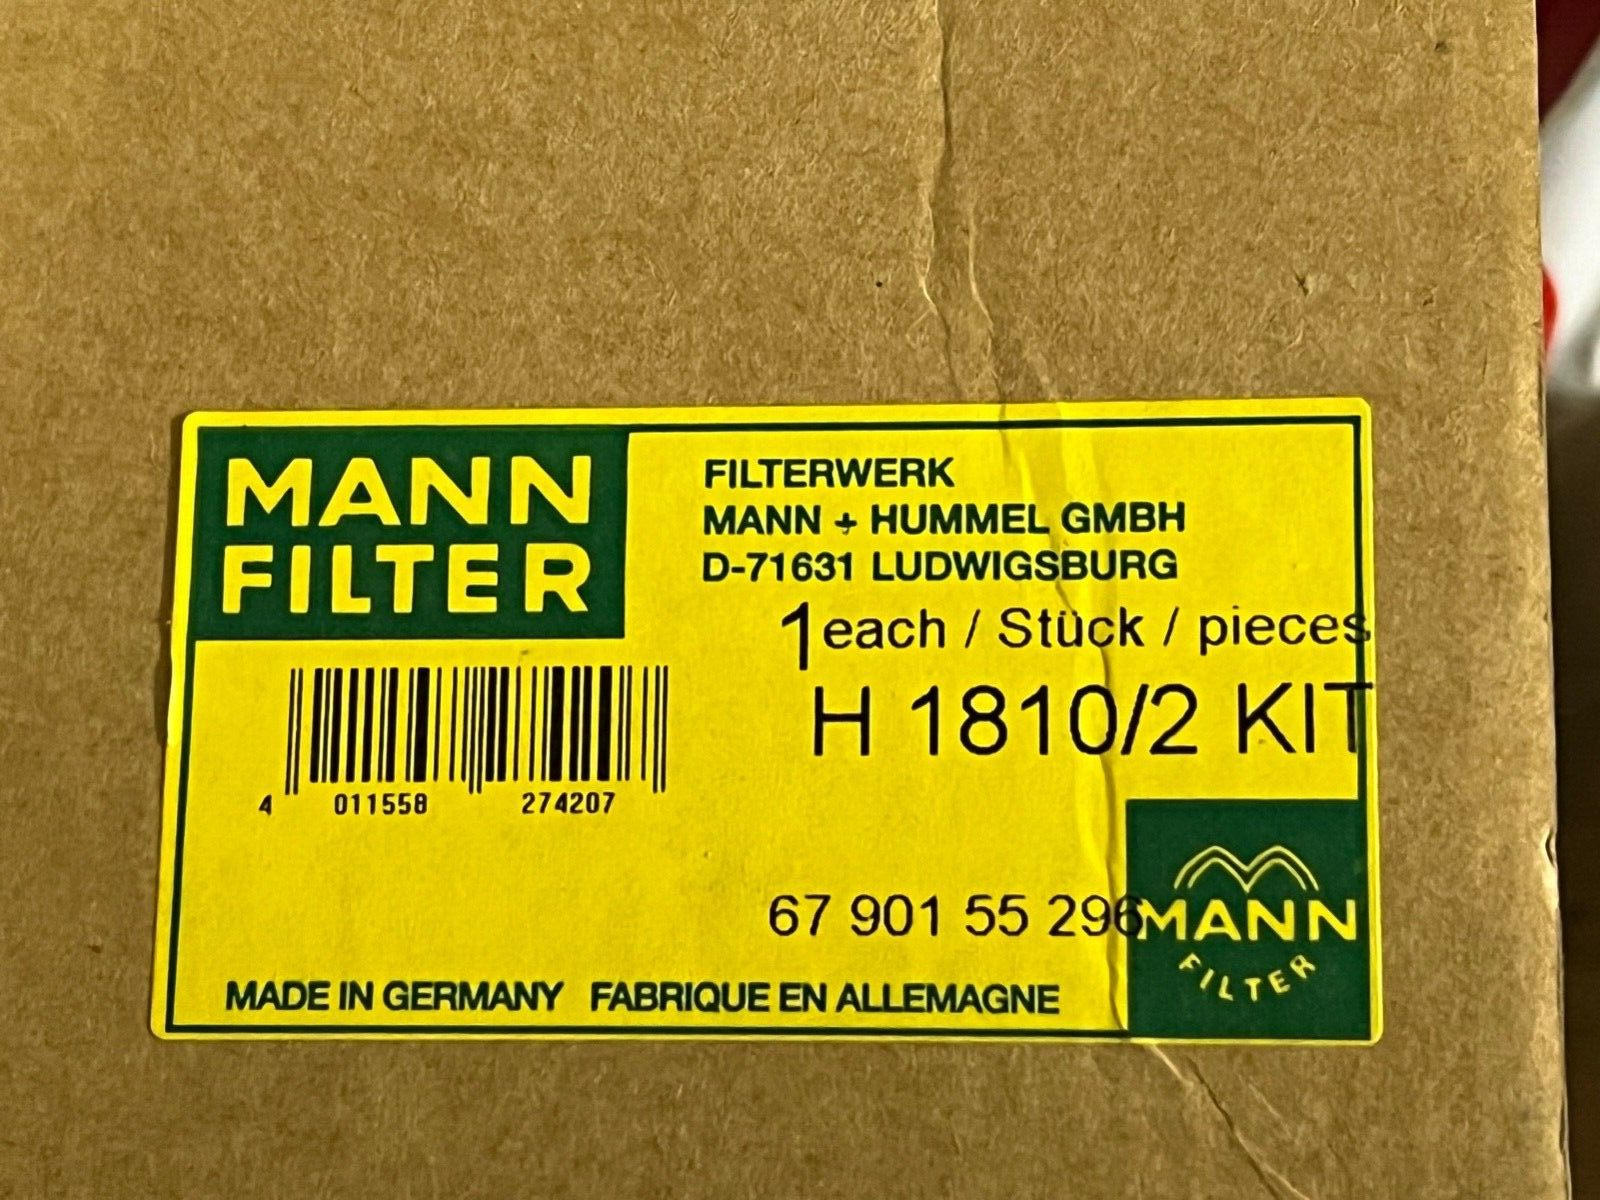 MANN
FILTER
FILTERWERK
MANN + HUMMEL GMBH
D-71631 LUDWIGSBURG
1 each / Stück / pieces
H 1810/2 KIT
4 011558 274207
67 901 55 296
MANN
FILTER
MADE IN GERMANY FABRIQUE EN ALLEMAGNE